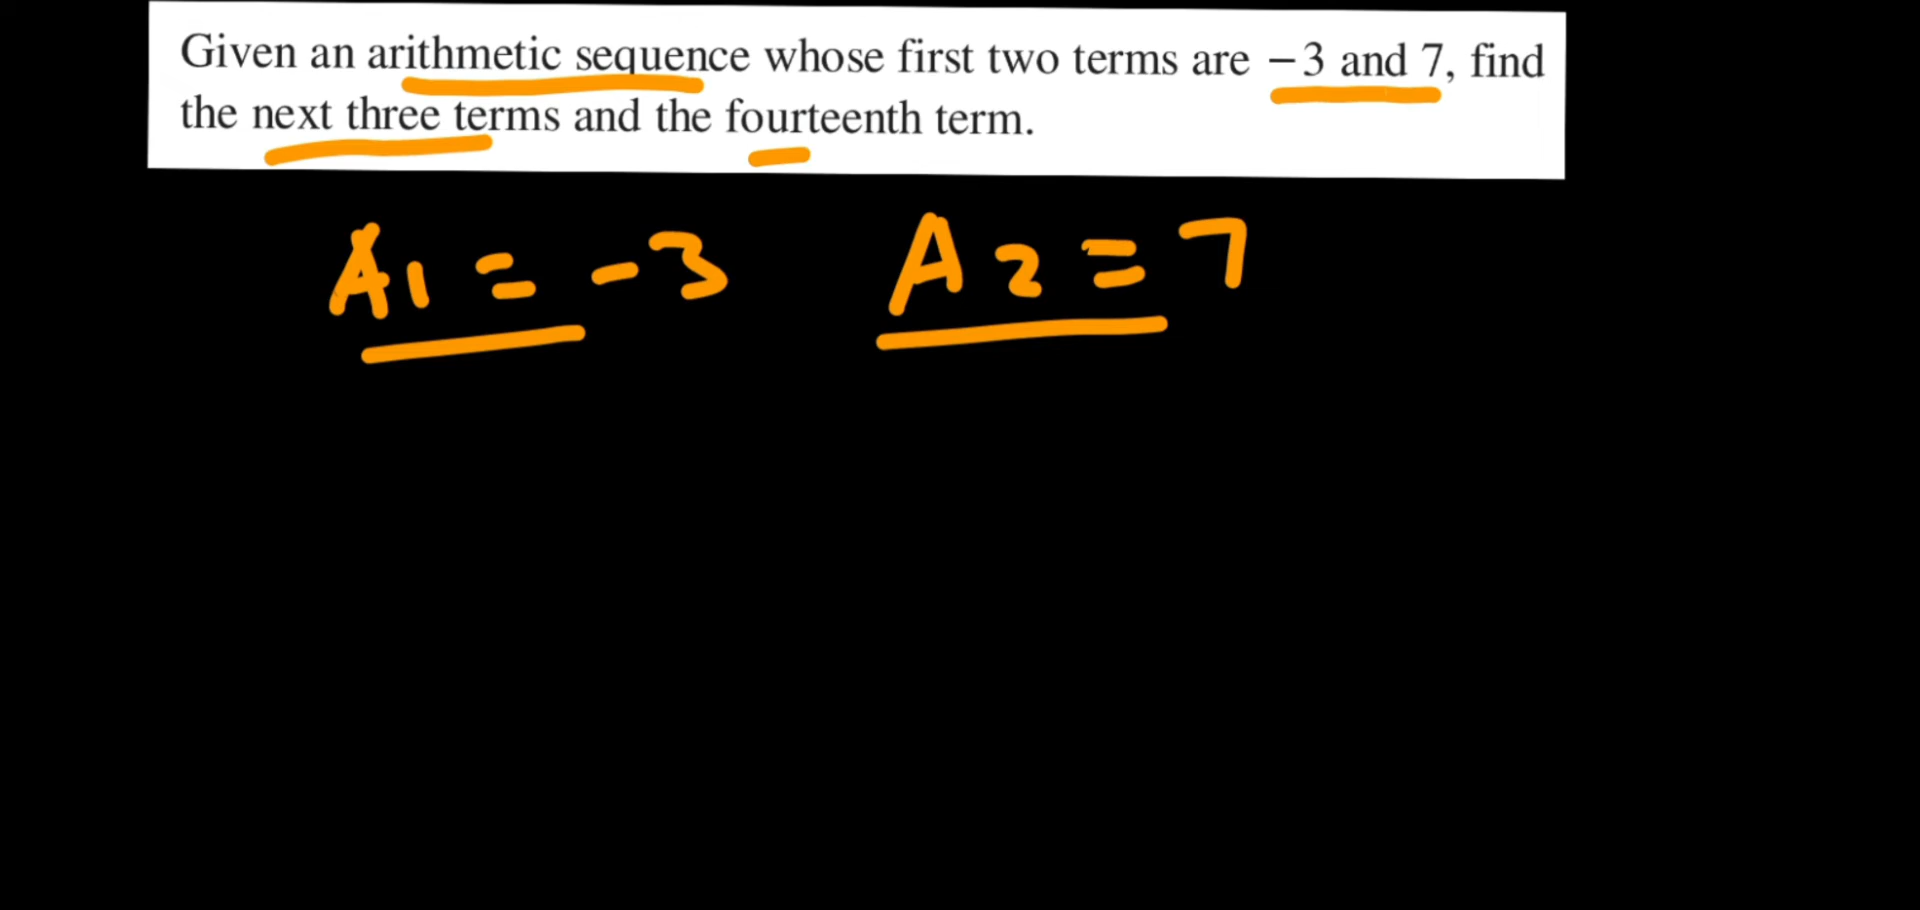 Given an arithmetic sequence whose first two terms are −3 and 7, find
the next three terms and the fourteenth term.
A1 = -3 A2 = 7